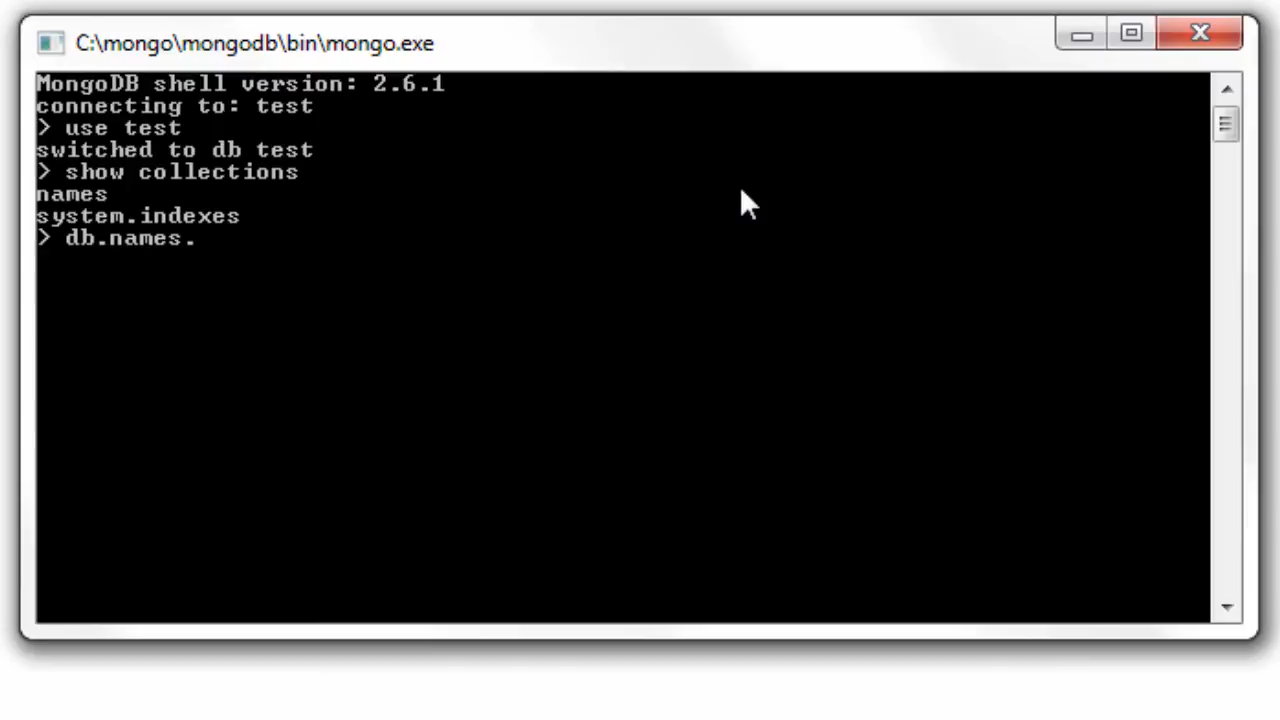 C:\mongo\mongodb\bin\mongo.exe
MongoDB shell version: 2.6.1
connecting to: test
> use test
switched to db test
> show collections
names
system.indexes
> db.names.